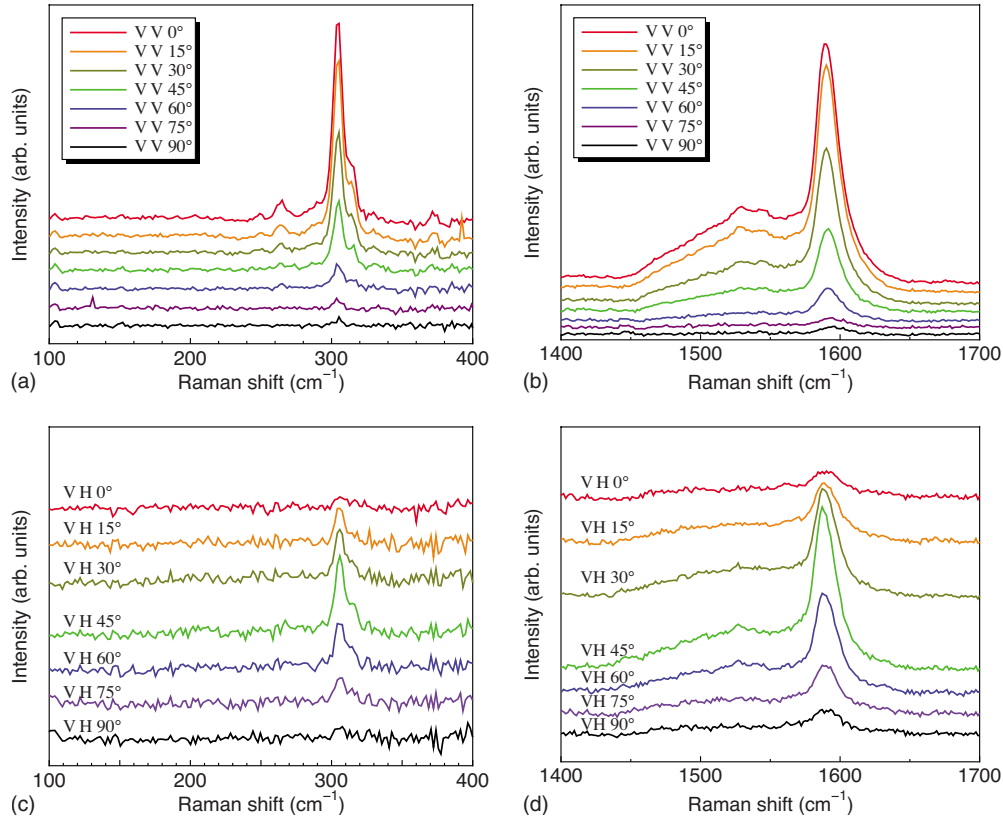 V V 0°
V V 15°
V V 30°
V V 45°
V V 60°
V V 75°
V V 90°
Intensity (arb. units)
100 200 300 400
Raman shift (cm⁻¹)
(a)
V V 0°
V V 15°
V V 30°
V V 45°
V V 60°
V V 75°
V V 90°
Intensity (arb. units)
1400 1500 1600 1700
Raman shift (cm⁻¹)
(b)
V H 0°
V H 15°
V H 30°
V H 45°
V H 60°
V H 75°
V H 90°
Intensity (arb. units)
100 200 300 400
Raman shift (cm⁻¹)
(c)
V H 0°
VH 15°
VH 30°
VH 45°
VH 60°
VH 75°
VH 90°
Intensity (arb. units)
1400 1500 1600 1700
Raman shift (cm⁻¹)
(d)